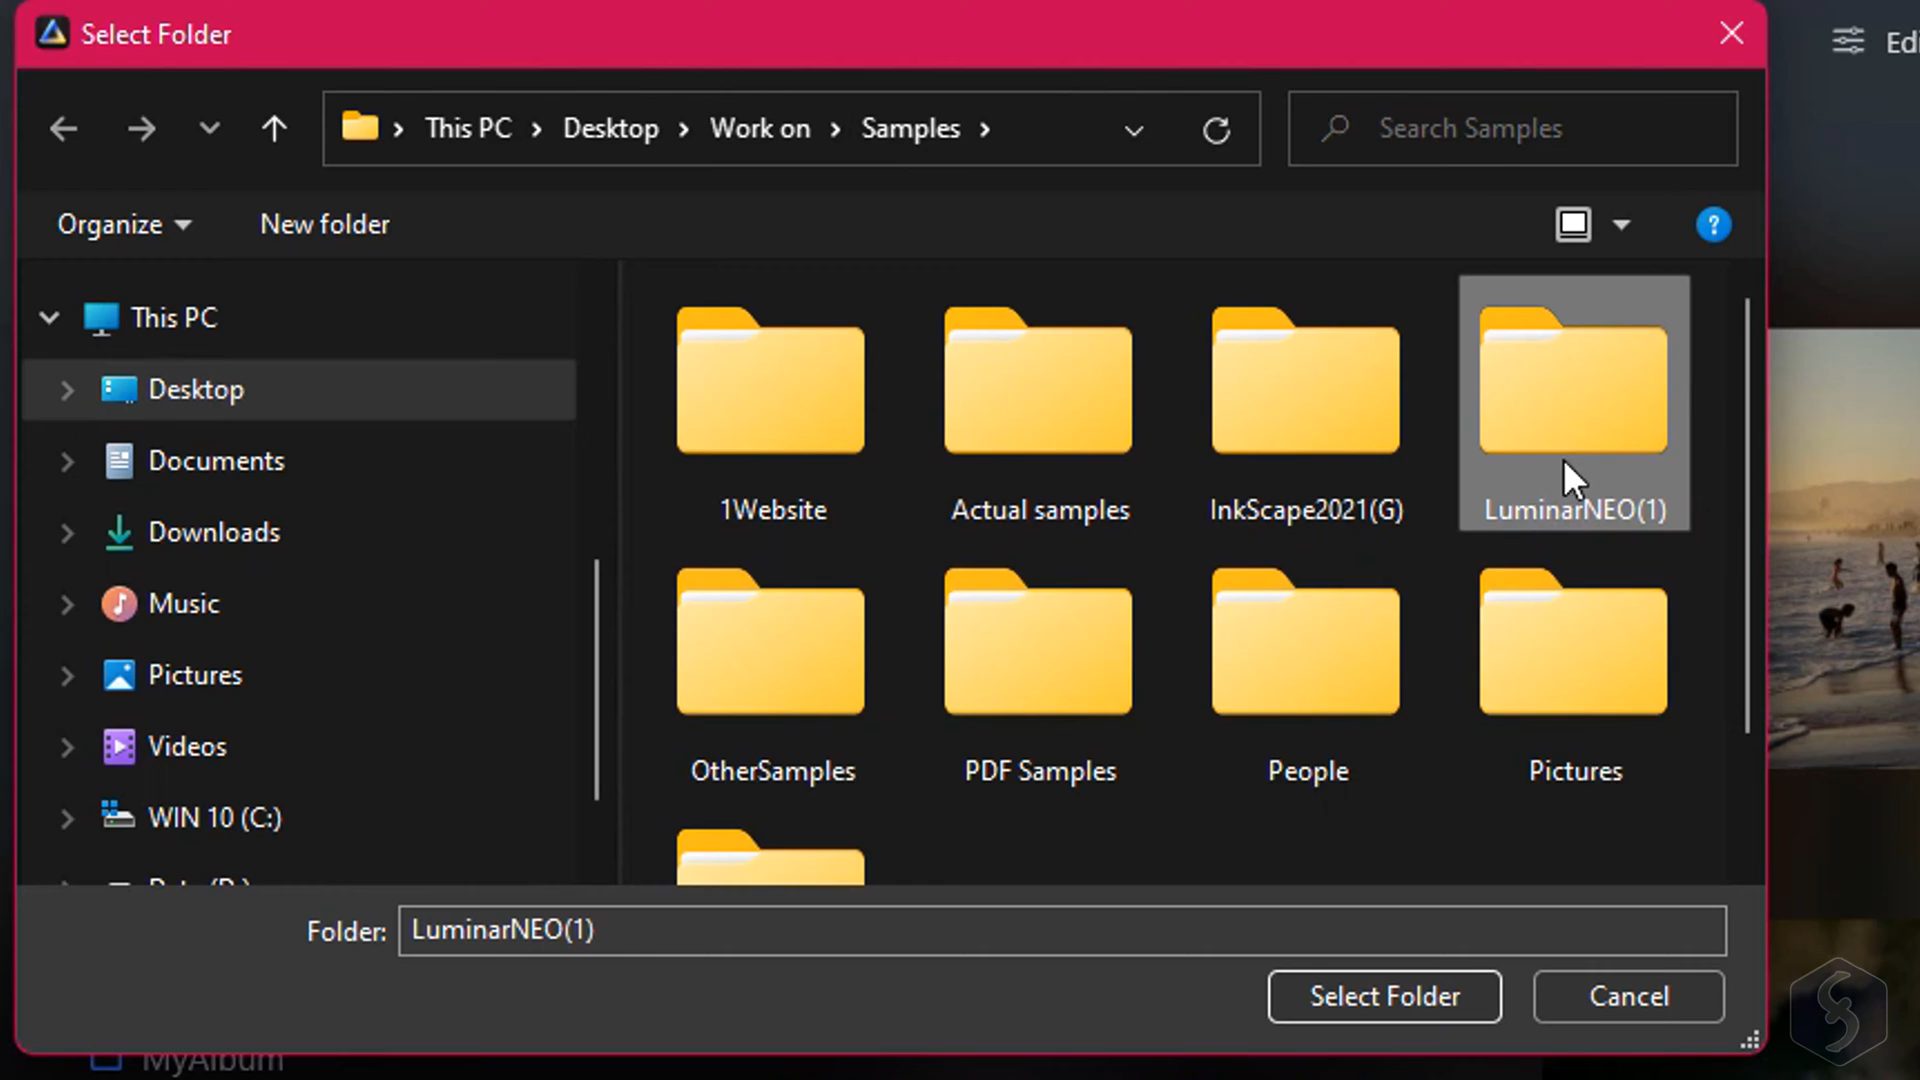 Select Folder
Edi
This PC > Desktop > Work on > Samples >
Search Samples
Organize
New folder
?
This PC
Desktop
Documents
Downloads
Music
Pictures
Videos
WIN 10 (C:)
1Website
Actual samples
InkScape2021(G)
LuminarNEO(1)
OtherSamples
PDF Samples
People
Pictures
Folder: LuminarNEO(1)
Select Folder
Cancel
MyAlbum